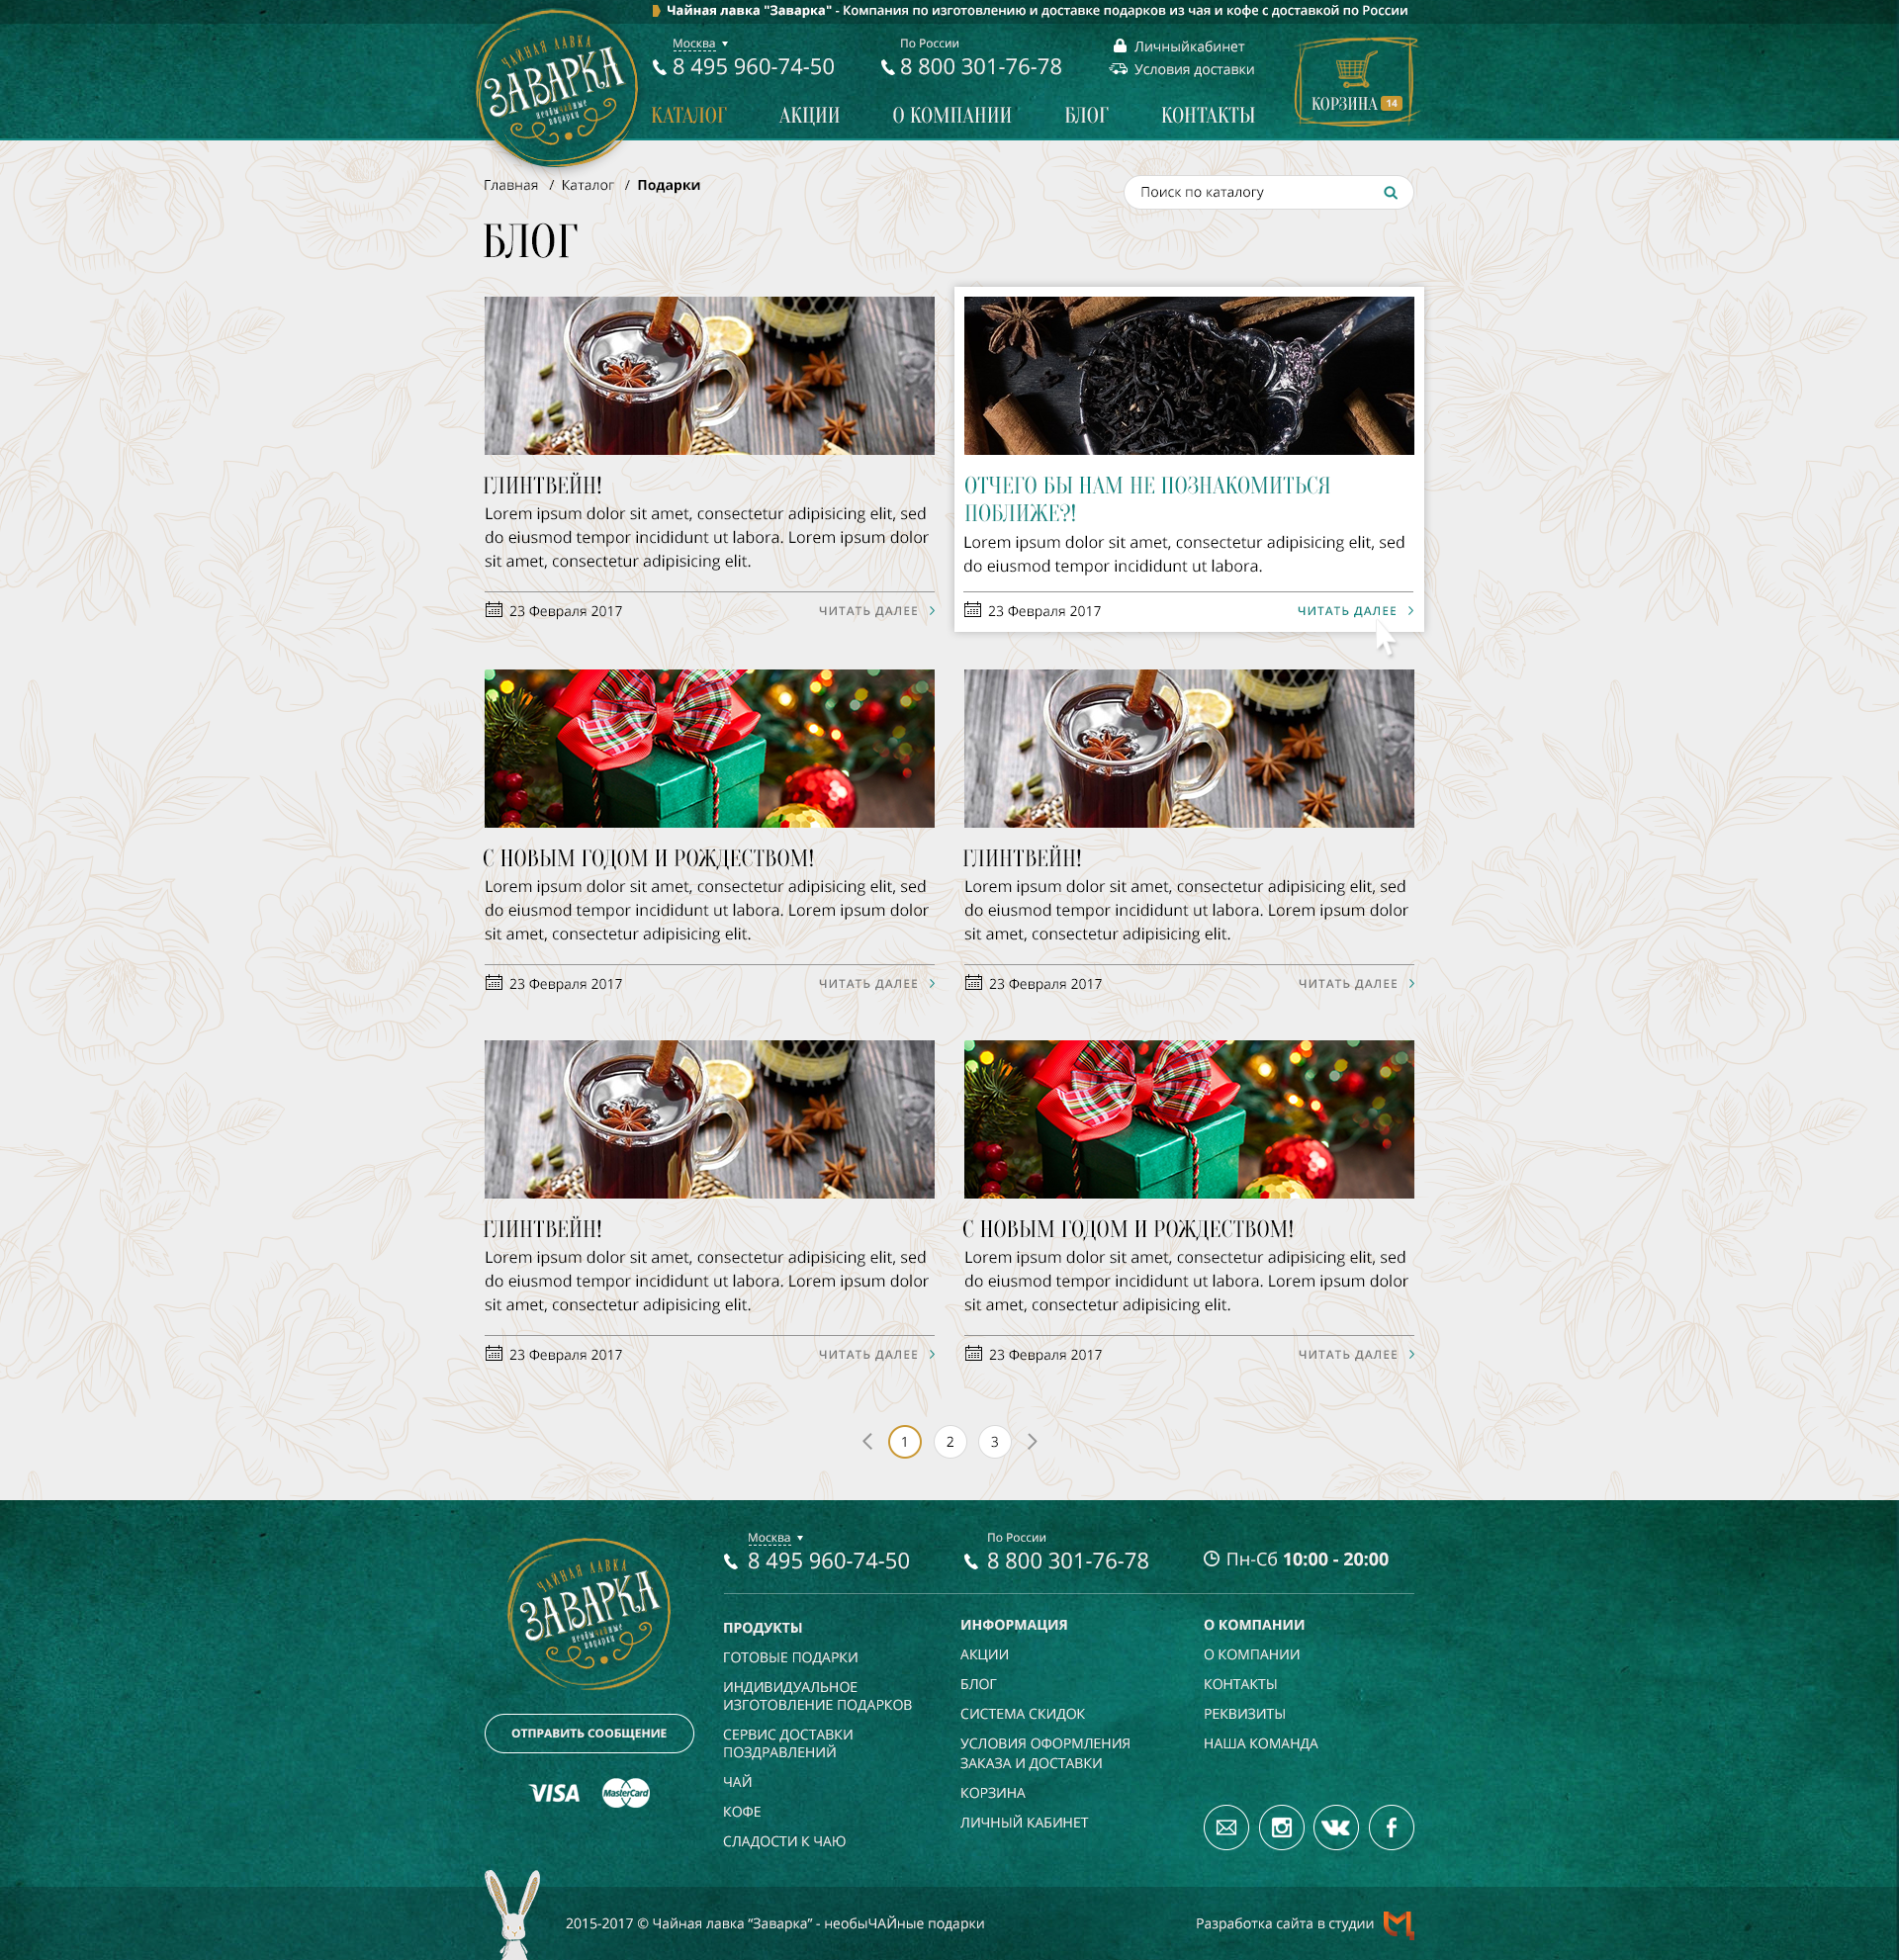 Чайная лавка "Заварка" - Компания по изготовлению и доставке подарков из чая и кофе с доставкой по России
ЧАЙНАЯ ЛАВКА
ЗАВАРКА
необыЧАЙные
подарки
Москва
8 495 960-74-50
По России
8 800 301-76-78
Личныйкабинет
Условия доставки
КОРЗИНА 14
КАТАЛОГ АКЦИИ О КОМПАНИИ БЛОГ КОНТАКТЫ
Главная / Каталог / Подарки
Поиск по каталогу
БЛОГ
ГЛИНТВЕЙН!
Lorem ipsum dolor sit amet, consectetur adipisicing elit, sed
do eiusmod tempor incididunt ut labora. Lorem ipsum dolor
sit amet, consectetur adipisicing elit.
23 Февраля 2017 ЧИТАТЬ ДАЛЕЕ
ОТЧЕГО БЫ НАМ НЕ ПОЗНАКОМИТЬСЯ
ПОБЛИЖЕ?!
Lorem ipsum dolor sit amet, consectetur adipisicing elit, sed
do eiusmod tempor incididunt ut labora.
23 Февраля 2017 ЧИТАТЬ ДАЛЕЕ
С НОВЫМ ГОДОМ И РОЖДЕСТВОМ!
Lorem ipsum dolor sit amet, consectetur adipisicing elit, sed
do eiusmod tempor incididunt ut labora. Lorem ipsum dolor
sit amet, consectetur adipisicing elit.
23 Февраля 2017 ЧИТАТЬ ДАЛЕЕ
ГЛИНТВЕЙН!
Lorem ipsum dolor sit amet, consectetur adipisicing elit, sed
do eiusmod tempor incididunt ut labora. Lorem ipsum dolor
sit amet, consectetur adipisicing elit.
23 Февраля 2017 ЧИТАТЬ ДАЛЕЕ
ГЛИНТВЕЙН!
Lorem ipsum dolor sit amet, consectetur adipisicing elit, sed
do eiusmod tempor incididunt ut labora. Lorem ipsum dolor
sit amet, consectetur adipisicing elit.
23 Февраля 2017 ЧИТАТЬ ДАЛЕЕ
С НОВЫМ ГОДОМ И РОЖДЕСТВОМ!
Lorem ipsum dolor sit amet, consectetur adipisicing elit, sed
do eiusmod tempor incididunt ut labora. Lorem ipsum dolor
sit amet, consectetur adipisicing elit.
23 Февраля 2017 ЧИТАТЬ ДАЛЕЕ
1 2 3
ЧАЙНАЯ ЛАВКА
ЗАВАРКА
необыЧАЙные
подарки
ОТПРАВИТЬ СООБЩЕНИЕ
VISA MasterCard
Москва
8 495 960-74-50
По России
8 800 301-76-78
Пн-Сб 10:00 - 20:00
ПРОДУКТЫ
ГОТОВЫЕ ПОДАРКИ
ИНДИВИДУАЛЬНОЕ
ИЗГОТОВЛЕНИЕ ПОДАРКОВ
СЕРВИС ДОСТАВКИ
ПОЗДРАВЛЕНИЙ
ЧАЙ
КОФЕ
СЛАДОСТИ К ЧАЮ
ИНФОРМАЦИЯ
АКЦИИ
БЛОГ
СИСТЕМА СКИДОК
УСЛОВИЯ ОФОРМЛЕНИЯ
ЗАКАЗА И ДОСТАВКИ
КОРЗИНА
ЛИЧНЫЙ КАБИНЕТ
О КОМПАНИИ
О КОМПАНИИ
КОНТАКТЫ
РЕКВИЗИТЫ
НАША КОМАНДА
2015-2017 © Чайная лавка “Заварка” - необыЧАЙные подарки
Разработка сайта в студии